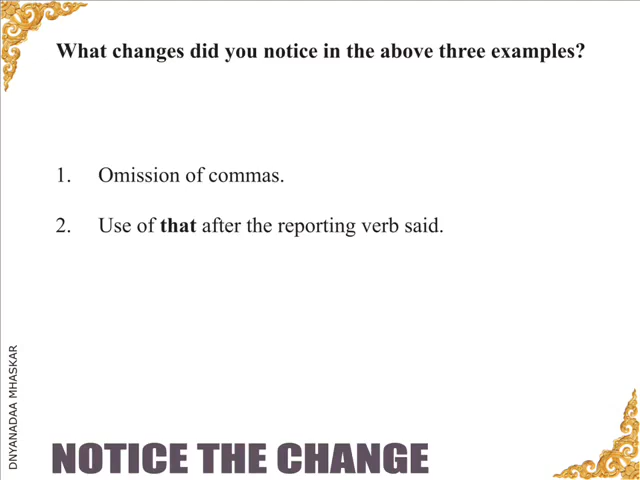 What changes did you notice in the above three examples?
1. Omission of commas.
2. Use of that after the reporting verb said.
DNYANADAA MHASKAR
NOTICE THE CHANGE